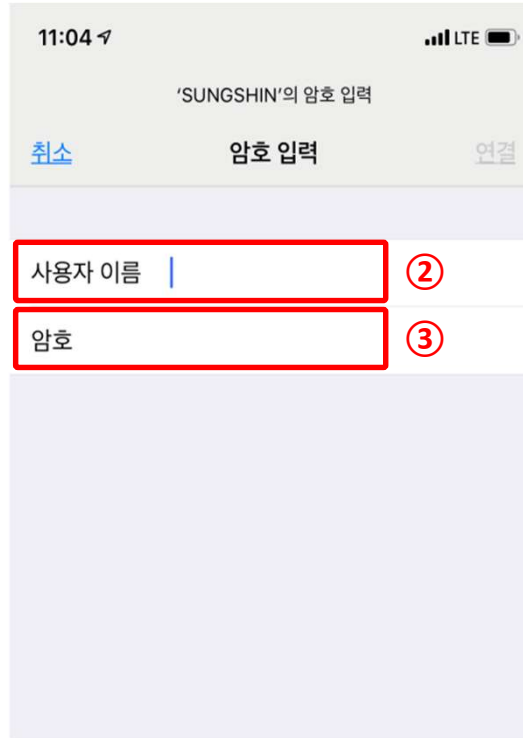 11:04 LTE
'SUNGSHIN'의 암호 입력
취소 암호 입력 연결
사용자 이름 ②
암호 ③